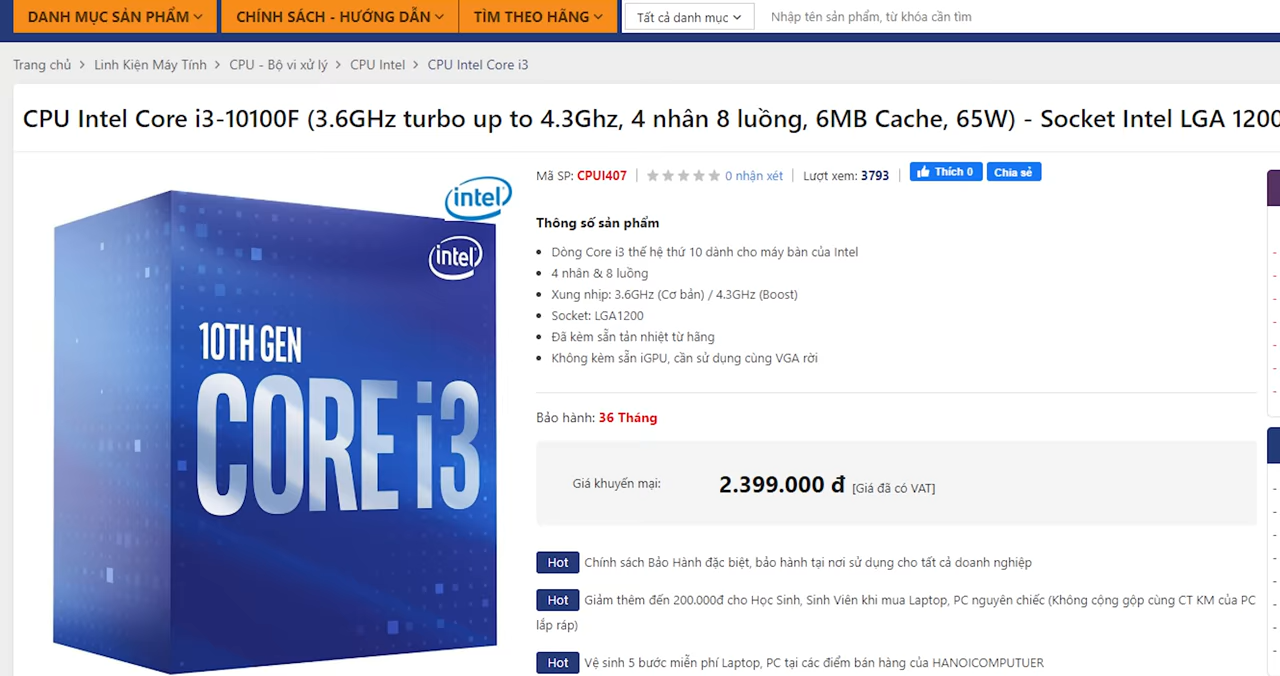 DANH MỤC SẢN PHẨM CHÍNH SÁCH - HƯỚNG DẪN TÌM THEO HÃNG Tất cả danh mục Nhập tên sản phẩm, từ khóa cần tìm
Trang chủ > Linh Kiện Máy Tính > CPU - Bộ vi xử lý > CPU Intel > CPU Intel Core i3
CPU Intel Core i3-10100F (3.6GHz turbo up to 4.3Ghz, 4 nhân 8 luồng, 6MB Cache, 65W) - Socket Intel LGA 1200
Mã SP: CPUI407 | 0 nhận xét | Lượt xem: 3793 | Thích 0 Chia sẻ
intel
intel
10TH GEN
CORE i3
Thông số sản phẩm
Dòng Core i3 thế hệ thứ 10 dành cho máy bàn của Intel
4 nhân & 8 luồng
Xung nhịp: 3.6GHz (Cơ bản) / 4.3GHz (Boost)
Socket: LGA1200
Đã kèm sẵn tản nhiệt từ hãng
Không kèm sẵn iGPU, cần sử dụng cùng VGA rời
Bảo hành: 36 Tháng
Giá khuyến mại: 2.399.000 đ [Giá đã có VAT]
Hot Chính sách Bảo Hành đặc biệt, bảo hành tại nơi sử dụng cho tất cả doanh nghiệp
Hot Giảm thêm đến 200.000đ cho Học Sinh, Sinh Viên khi mua Laptop, PC nguyên chiếc (Không cộng gộp cùng CT KM của PC
lắp ráp)
Hot Vệ sinh 5 bước miễn phí Laptop, PC tại các điểm bán hàng của HANOICOMPUTUER